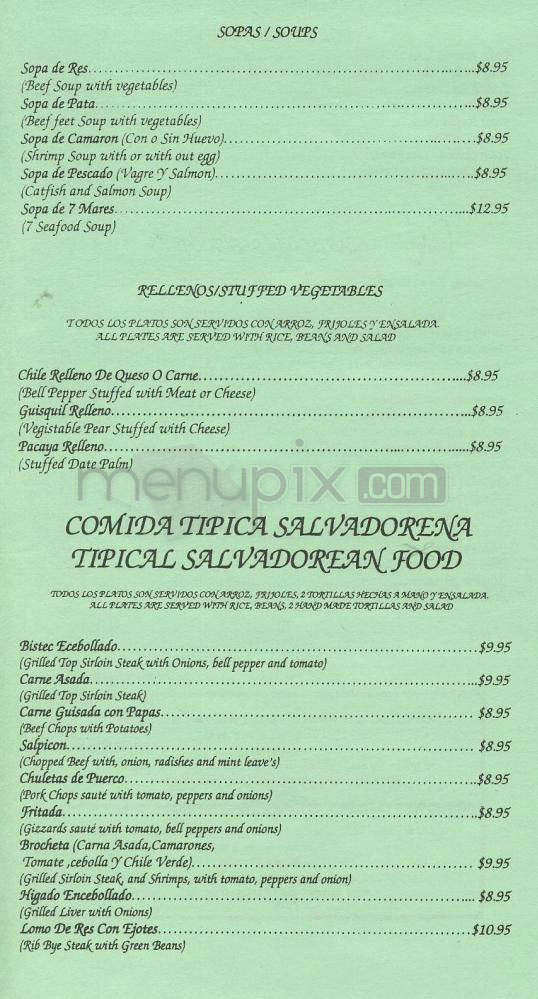 SOPAS / SOUPS
Sopa de Res.......$8.95
(Beef Soup with vegetables)
Sopa de Pata.......$8.95
(Beef feet Soup with vegetables)
Sopa de Camaron (Con o Sin Huevo).......$8.95
(Shrimp Soup with or with out egg)
Sopa de Pescado (Vagre Y Salmon).......$8.95
(Catfish and Salmon Soup)
Sopa de 7 Mares.......$12.95
(7 Seafood Soup)
RELLENOS/STUFFED VEGETABLES
TODOS LOS PLATOS SON SERVIDOS CON ARROZ, FRIJOLES Y ENSALADA.
ALL PLATES ARE SERVED WITH RICE, BEANS AND SALAD
Chile Relleno De Queso O Carne.......$8.95
(Bell Pepper Stuffed with Meat or Cheese)
Guisquil Relleno.......$8.95
(Vegistable Pear Stuffed with Cheese)
Pacaya Relleno.......$8.95
(Stuffed Date Palm)
menupix.com
COMIDA TIPICA SALVADORENA
TIPICAL SALVADOREAN FOOD
TODOS LOS PLATOS SON SERVIDOS CON ARROZ, FRIJOLES, 2 TORTILLAS HECHAS A MANO Y ENSALADA.
ALL PLATES ARE SERVED WITH RICE, BEANS, 2 HAND MADE TORTILLAS AND SALAD
Bistec Ecebollado.......$9.95
(Grilled Top Sirloin Steak with Onions, bell pepper and tomato)
Carne Asada.......$9.95
(Grilled Top Sirloin Steak)
Carne Guisada con Papas.......$8.95
(Beef Chops with Potatoes)
Salpicon.......$8.95
(Chopped Beef with, onion, radishes and mint leave's)
Chuletas de Puerco.......$8.95
(Pork Chops sauté with tomato, peppers and onions)
Fritada.......$8.95
(Gizzards sauté with tomato, bell peppers and onions)
Brocheta (Carna Asada,Camarones,
Tomate ,cebolla Y Chile Verde).......$9.95
(Grilled Sirloin Steak, and Shrimps, with tomato, peppers and onion)
Higado Encebollado.......$8.95
(Grilled Liver with Onions)
Lomo De Res Con Ejotes.......$10.95
(Rib Bye Steak with Green Beans)